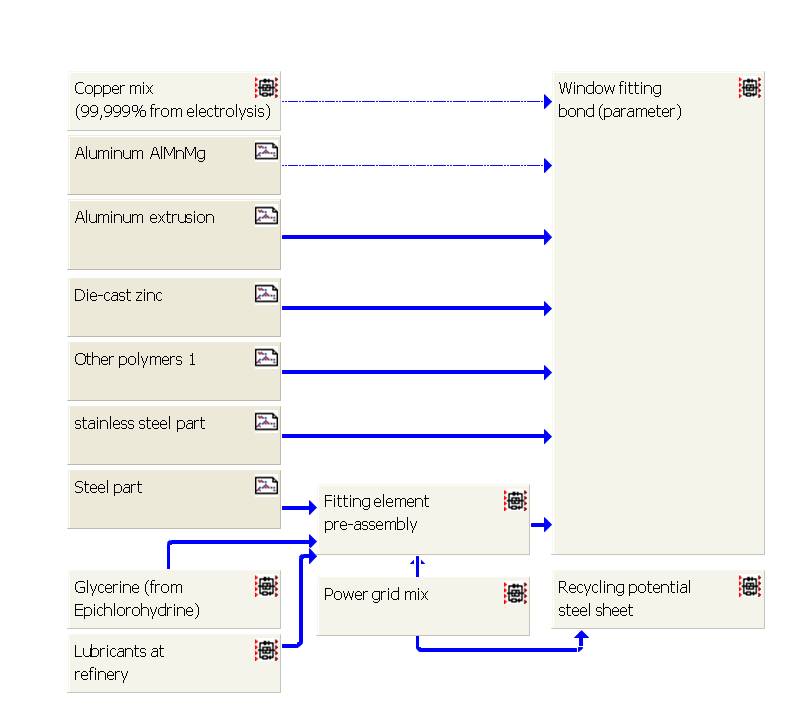 Copper mix
(99,999% from electrolysis)
Window fitting
bond (parameter)
Aluminum AlMnMg
Aluminum extrusion
Die-cast zinc
Other polymers 1
stainless steel part
Steel part
Fitting element
pre-assembly
Glycerine (from
Epichlorohydrine)
Power grid mix
Recycling potential
steel sheet
Lubricants at
refinery